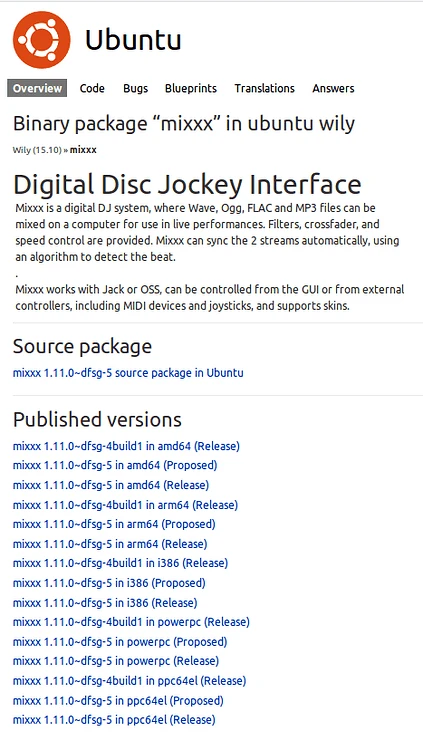 Ubuntu
Overview Code Bugs Blueprints Translations Answers
Binary package “mixxx” in ubuntu wily
Wily (15.10) » mixxx
Digital Disc Jockey Interface
Mixxx is a digital DJ system, where Wave, Ogg, FLAC and MP3 files can be
mixed on a computer for use in live performances. Filters, crossfader, and
speed control are provided. Mixxx can sync the 2 streams automatically, using
an algorithm to detect the beat.
.
Mixxx works with Jack or OSS, can be controlled from the GUI or from external
controllers, including MIDI devices and joysticks, and supports skins.
Source package
mixxx 1.11.0~dfsg-5 source package in Ubuntu
Published versions
mixxx 1.11.0~dfsg-4build1 in amd64 (Release)
mixxx 1.11.0~dfsg-5 in amd64 (Proposed)
mixxx 1.11.0~dfsg-5 in amd64 (Release)
mixxx 1.11.0~dfsg-4build1 in arm64 (Release)
mixxx 1.11.0~dfsg-5 in arm64 (Proposed)
mixxx 1.11.0~dfsg-5 in arm64 (Release)
mixxx 1.11.0~dfsg-4build1 in i386 (Release)
mixxx 1.11.0~dfsg-5 in i386 (Proposed)
mixxx 1.11.0~dfsg-5 in i386 (Release)
mixxx 1.11.0~dfsg-4build1 in powerpc (Release)
mixxx 1.11.0~dfsg-5 in powerpc (Proposed)
mixxx 1.11.0~dfsg-5 in powerpc (Release)
mixxx 1.11.0~dfsg-4build1 in ppc64el (Release)
mixxx 1.11.0~dfsg-5 in ppc64el (Proposed)
mixxx 1.11.0~dfsg-5 in ppc64el (Release)